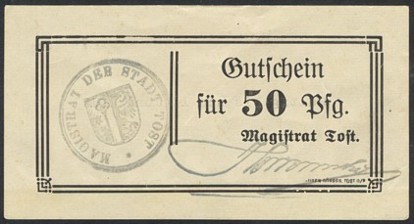 MAGISTRAT DER STADT TOST *
Gutschein
für 50 Pfg.
Magistrat Tost.